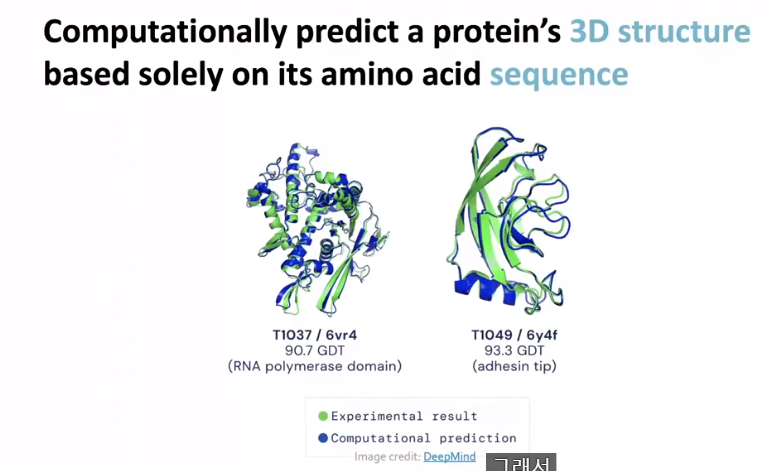 Computationally predict a protein's 3D structure
based solely on its amino acid sequence
T1037 / 6vr4
90.7 GDT
(RNA polymerase domain)
T1049 / 6y4f
93.3 GDT
(adhesin tip)
Experimental result
Computational prediction
Image credit: DeepMind
그래서